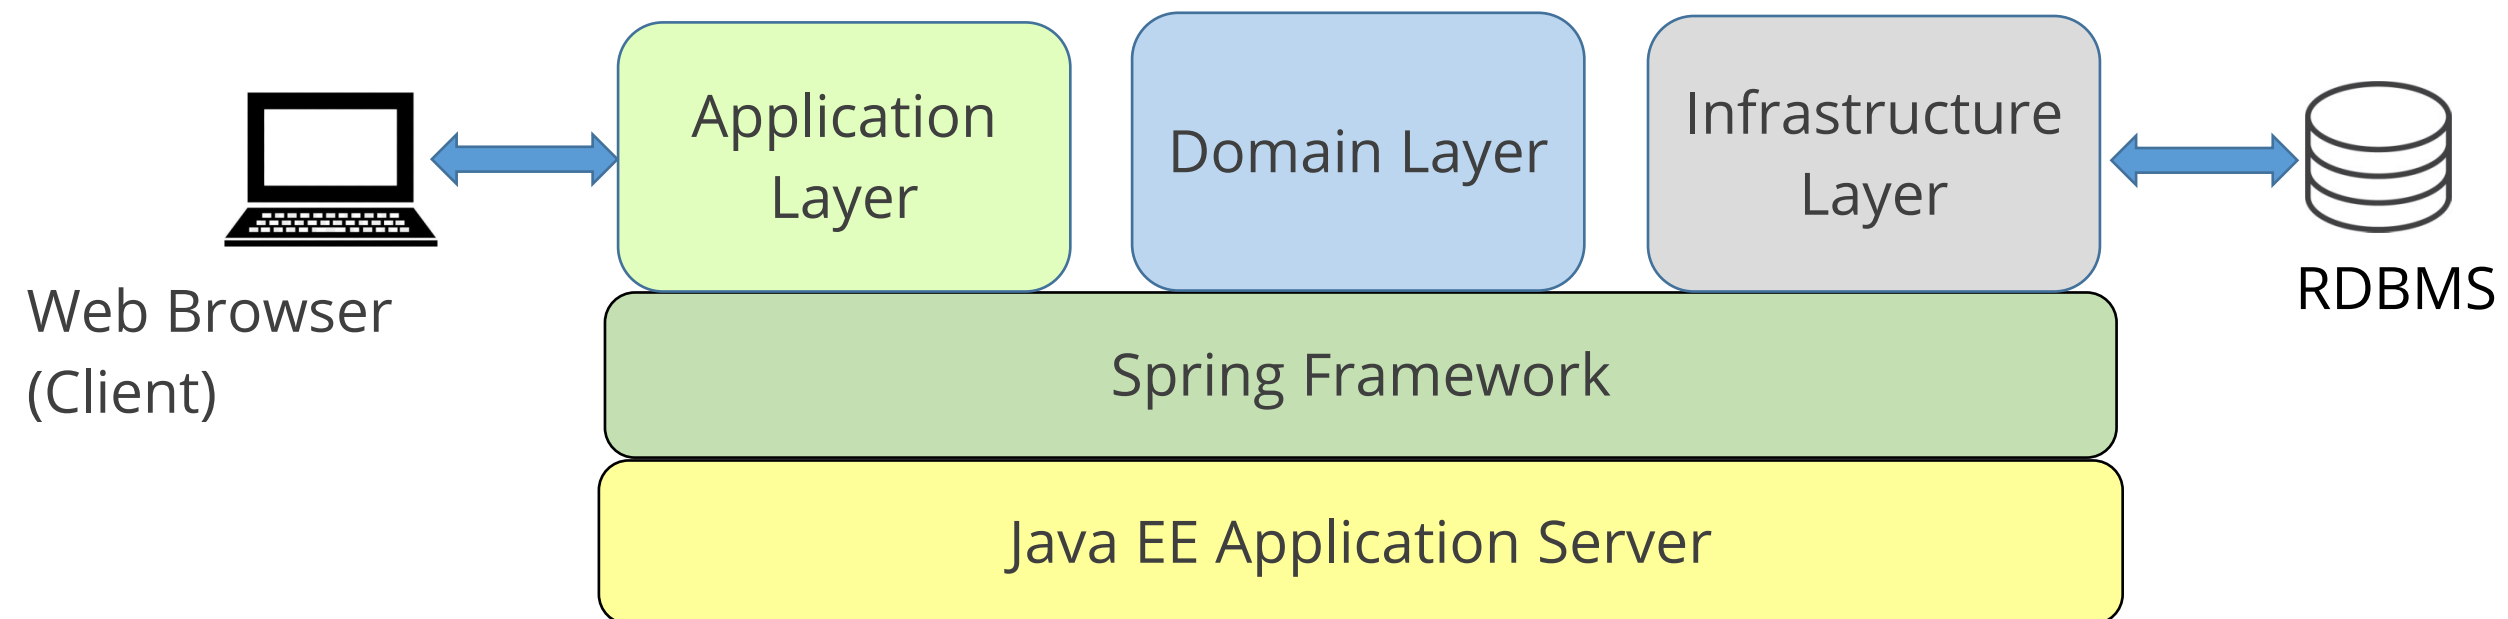 Application
Layer
Domain Layer
Infrastructure
Layer
Web Browser
(Client)
RDBMS
Spring Framework
Java EE Application Server